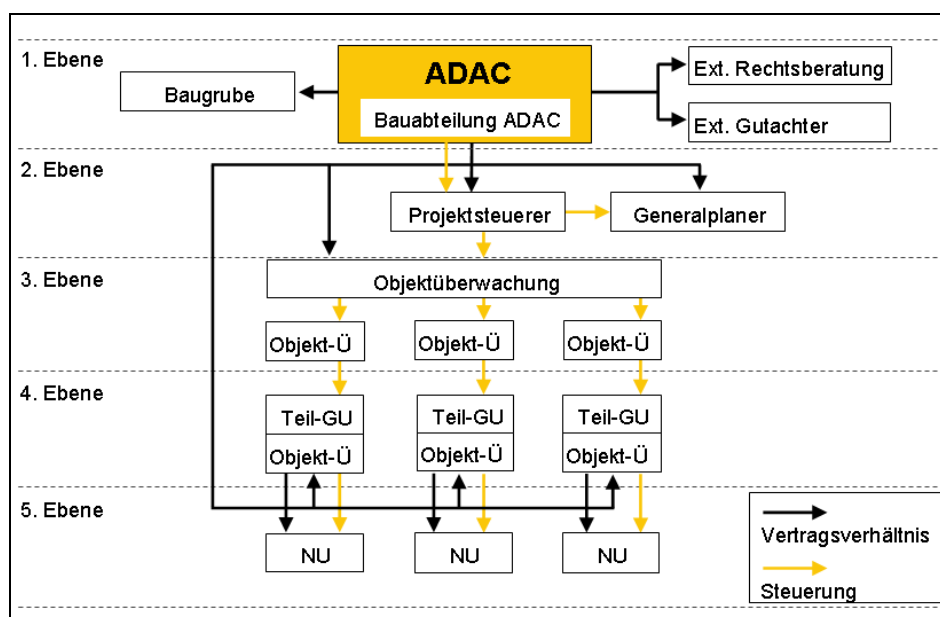 1. Ebene
ADAC
Bauabteilung ADAC
Baugrube
Ext. Rechtsberatung
Ext. Gutachter
2. Ebene
Projektsteuerer
Generalplaner
3. Ebene
Objektüberwachung
Objekt-Ü
Objekt-Ü
Objekt-Ü
4. Ebene
Teil-GU
Teil-GU
Teil-GU
Objekt-Ü
Objekt-Ü
Objekt-Ü
5. Ebene
NU
NU
NU
Vertragsverhältnis
Steuerung